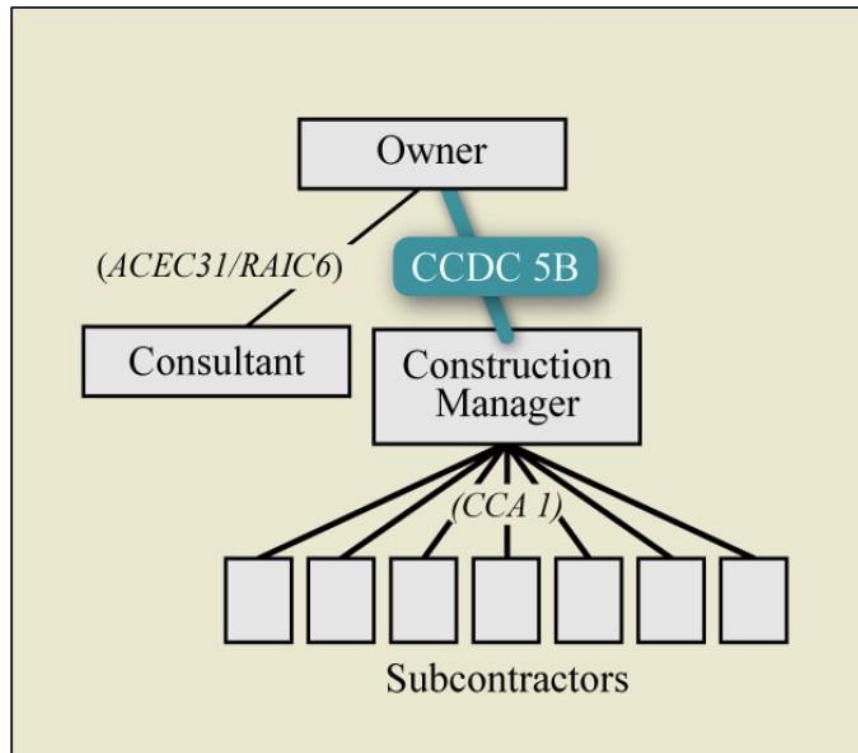 Owner
(ACEC31/RAIC6)
CCDC 5B
Consultant
Construction
Manager
(CCA 1)
Subcontractors